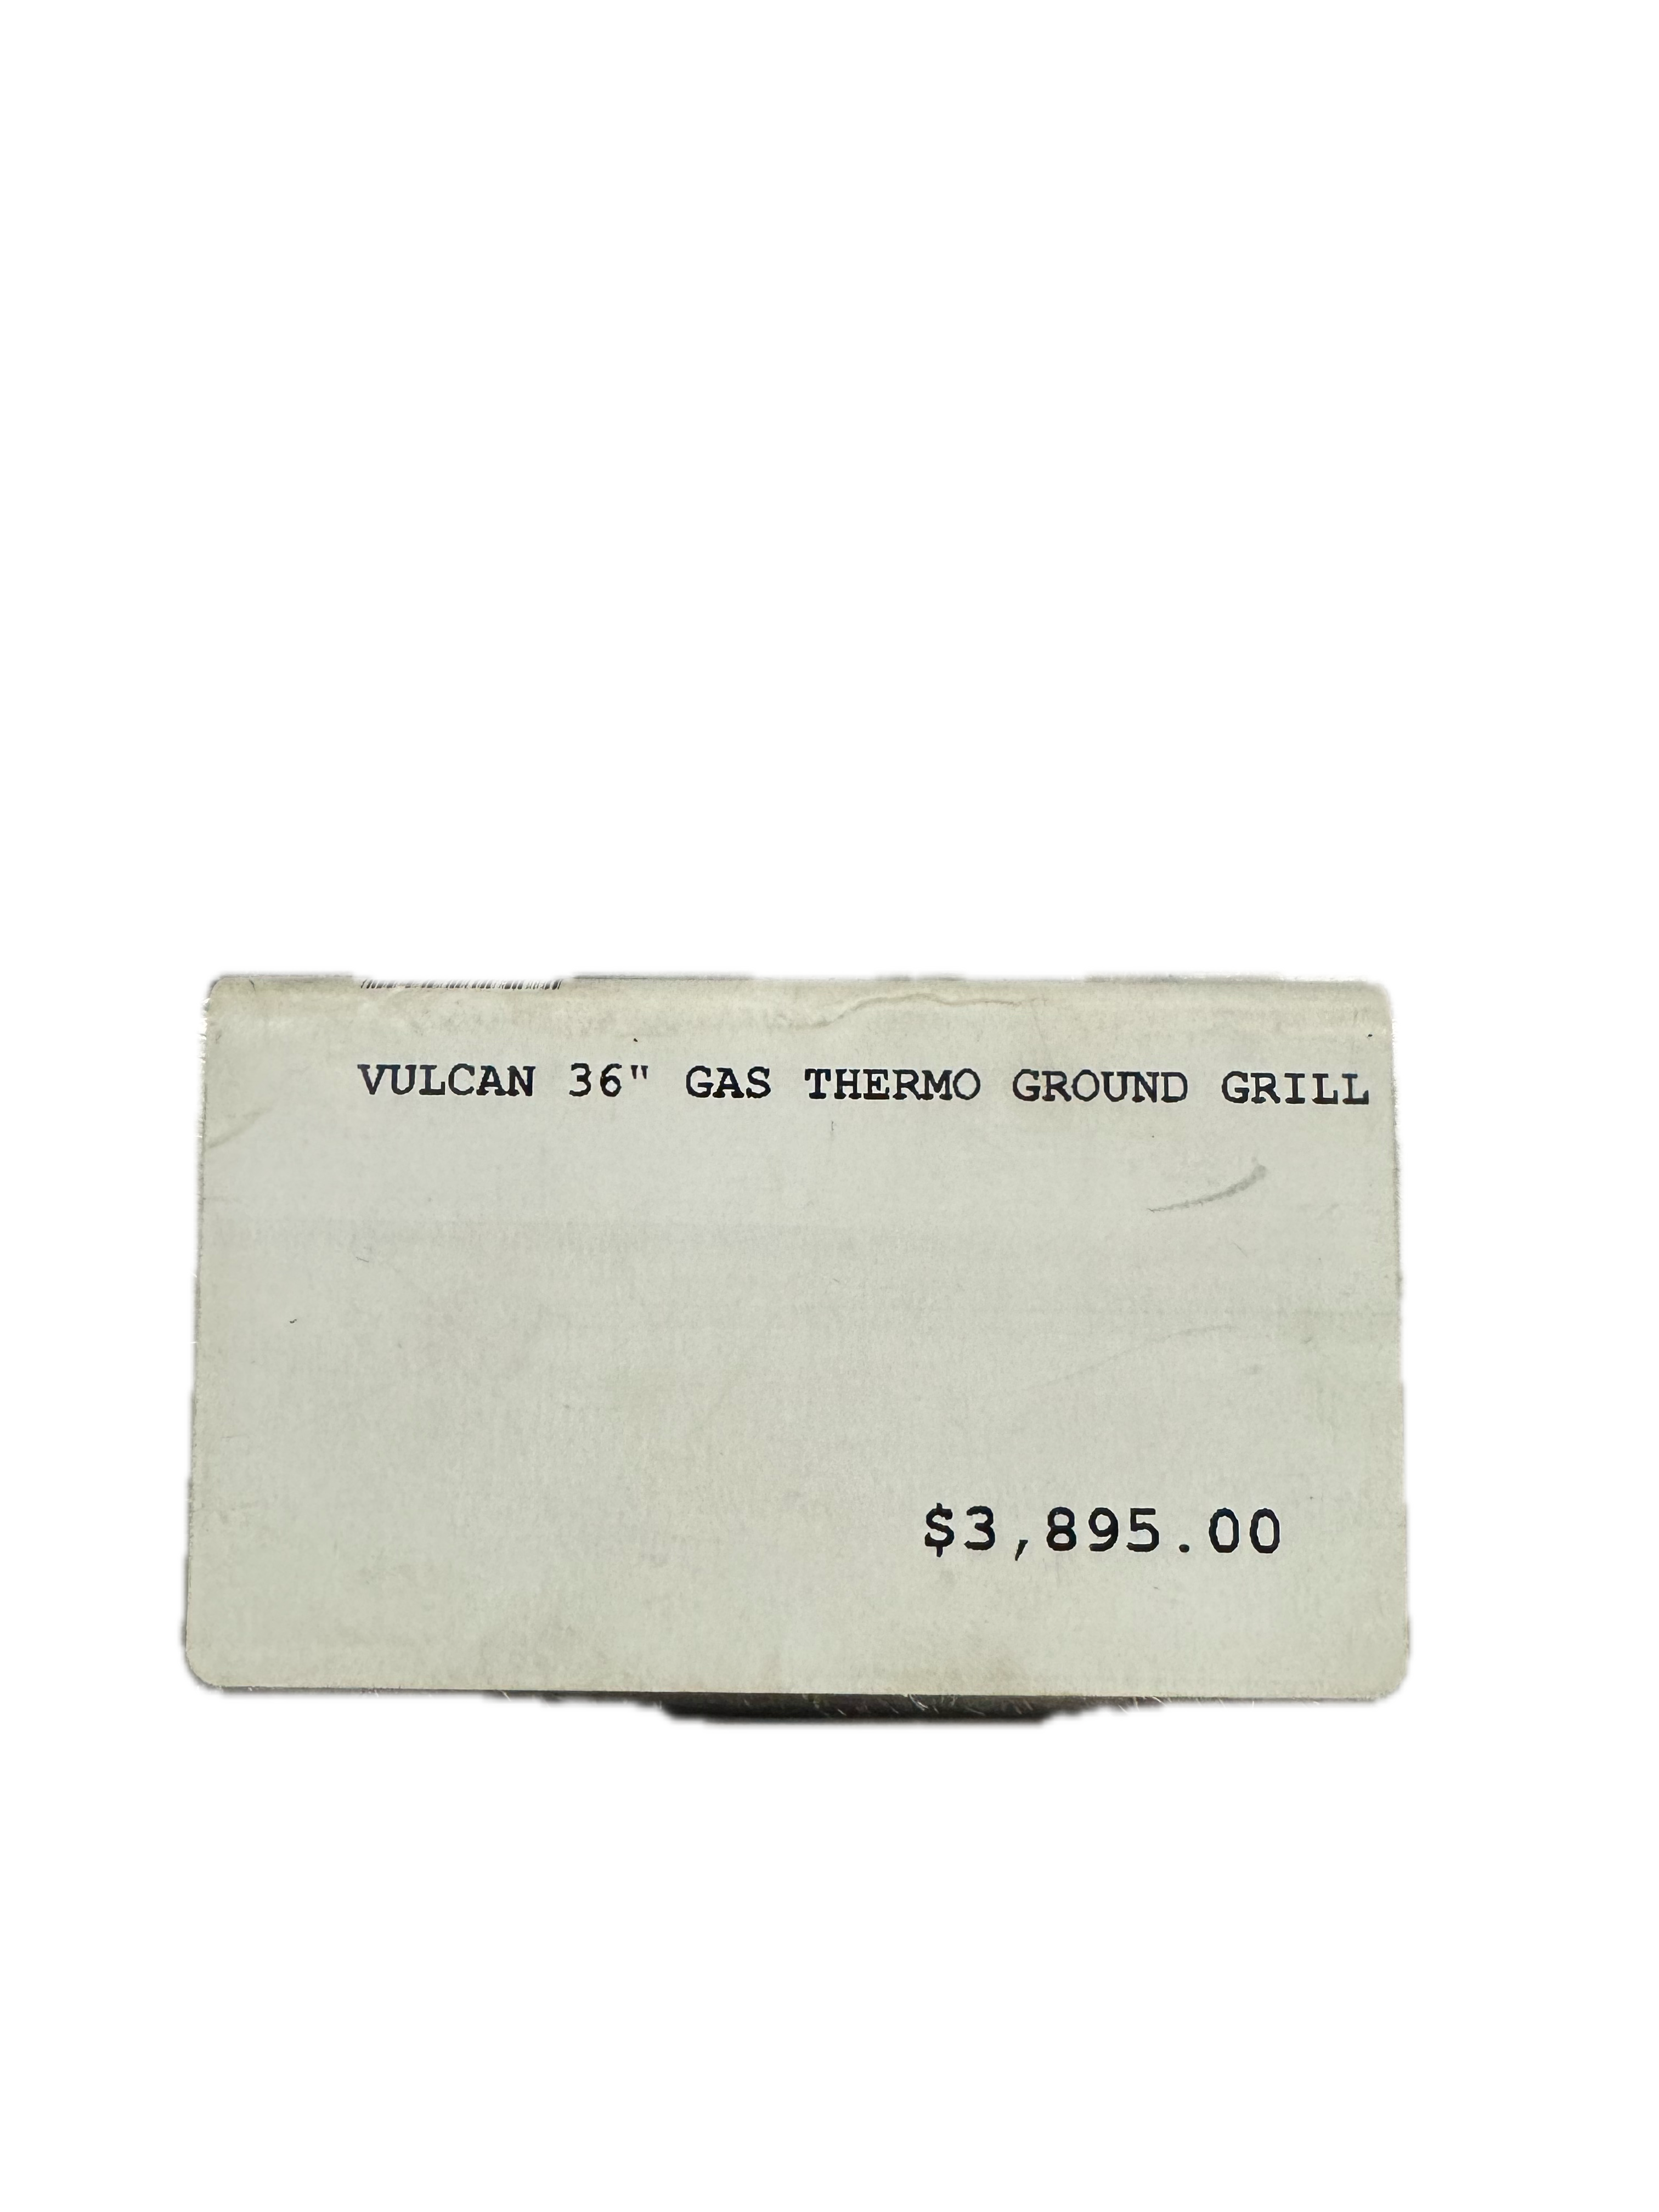 VULCAN 36" GAS THERMO GROUND GRILL
$3,895.00